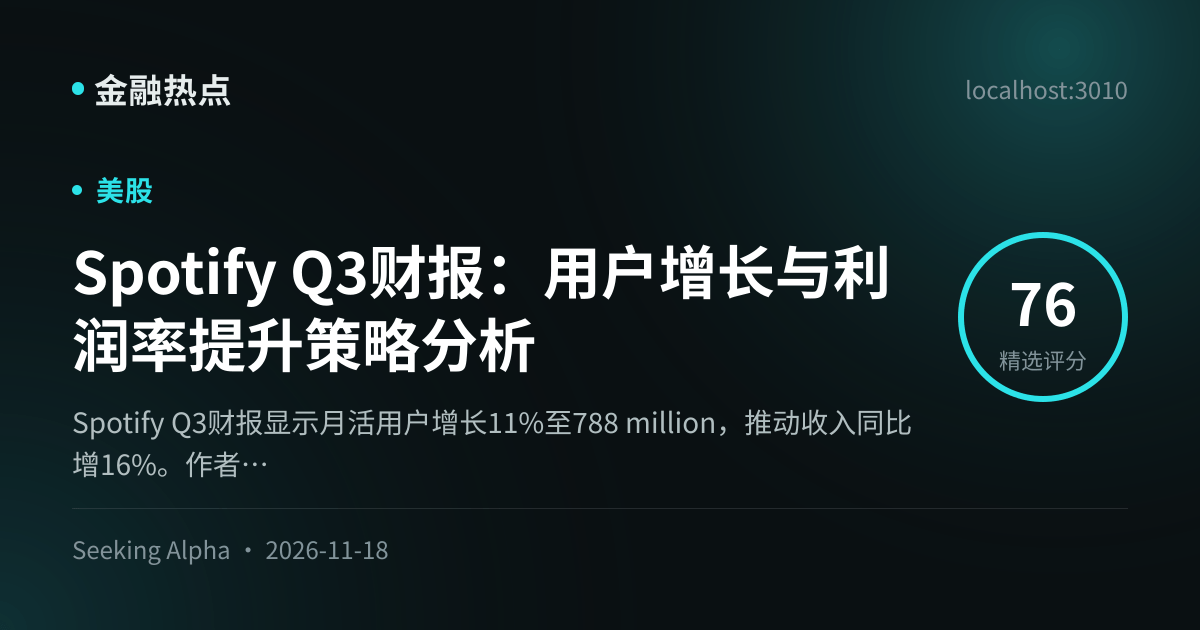 金融热点
localhost:3010
美股
Spotify Q3财报：用户增长与利
润率提升策略分析
76
精选评分
Spotify Q3财报显示月活用户增长11%至788 million，推动收入同比
增16%。作者…
Seeking Alpha · 2026-11-18